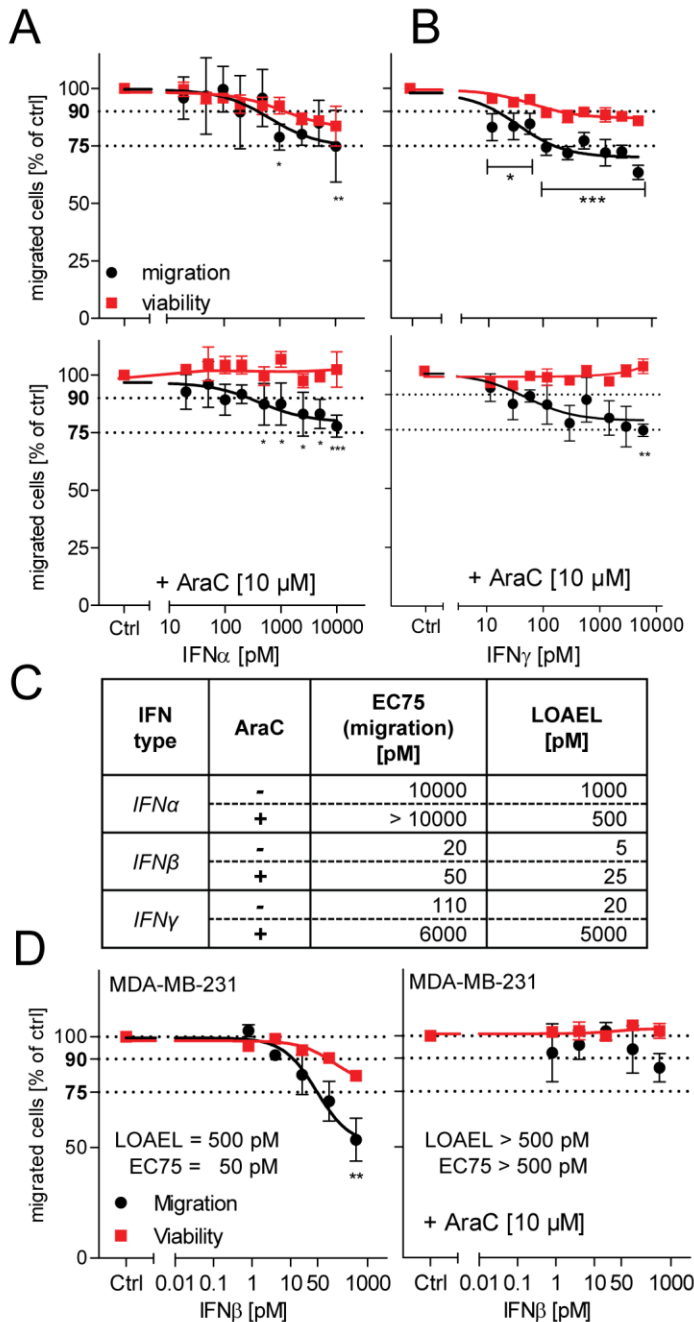 A
B
migrated cells [% of ctrl]
100
90
75
50
25
0
migration
viability
*
**
*
***
migrated cells [% of ctrl]
100
90
75
50
25
0
* * * * ***
**
+ AraC [10 µM]
+ AraC [10 µM]
Ctrl 10 100 1000 10000
Ctrl 10 100 1000 10000
IFNα [pM]
IFNγ [pM]
C
IFN type AraC EC75 (migration) [pM] LOAEL [pM]
IFNα - 10000 1000
+ > 10000 500
IFNβ - 20 5
+ 50 25
IFNγ - 110 20
+ 6000 5000
D
MDA-MB-231
MDA-MB-231
migrated cells [% of ctrl]
100
90
75
50
0
LOAEL = 500 pM
EC75 = 50 pM
**
Migration
Viability
LOAEL > 500 pM
EC75 > 500 pM
+ AraC [10 µM]
Ctrl 0.01 0.1 1 10 50 1000
Ctrl 0.01 0.1 1 10 50 1000
IFNβ [pM]
IFNβ [pM]